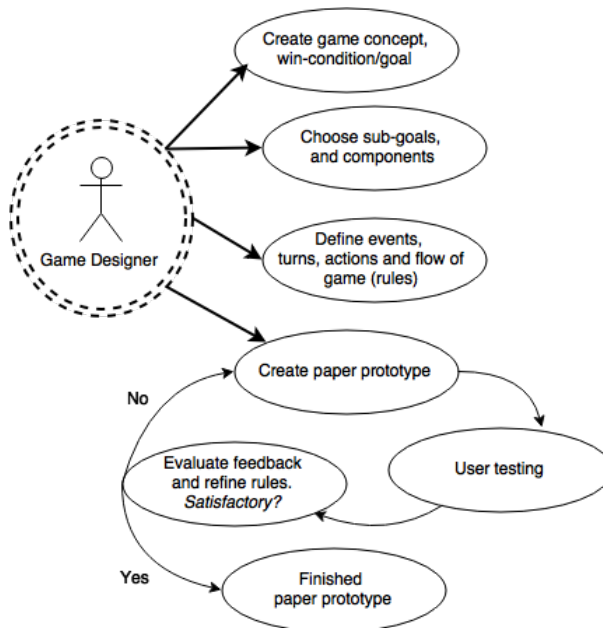 Create game concept,
win-condition/goal
Choose sub-goals,
and components
Game Designer
Define events,
turns, actions and flow of
game (rules)
Create paper prototype
No
Evaluate feedback
and refine rules.
Satisfactory?
User testing
Yes
Finished
paper prototype